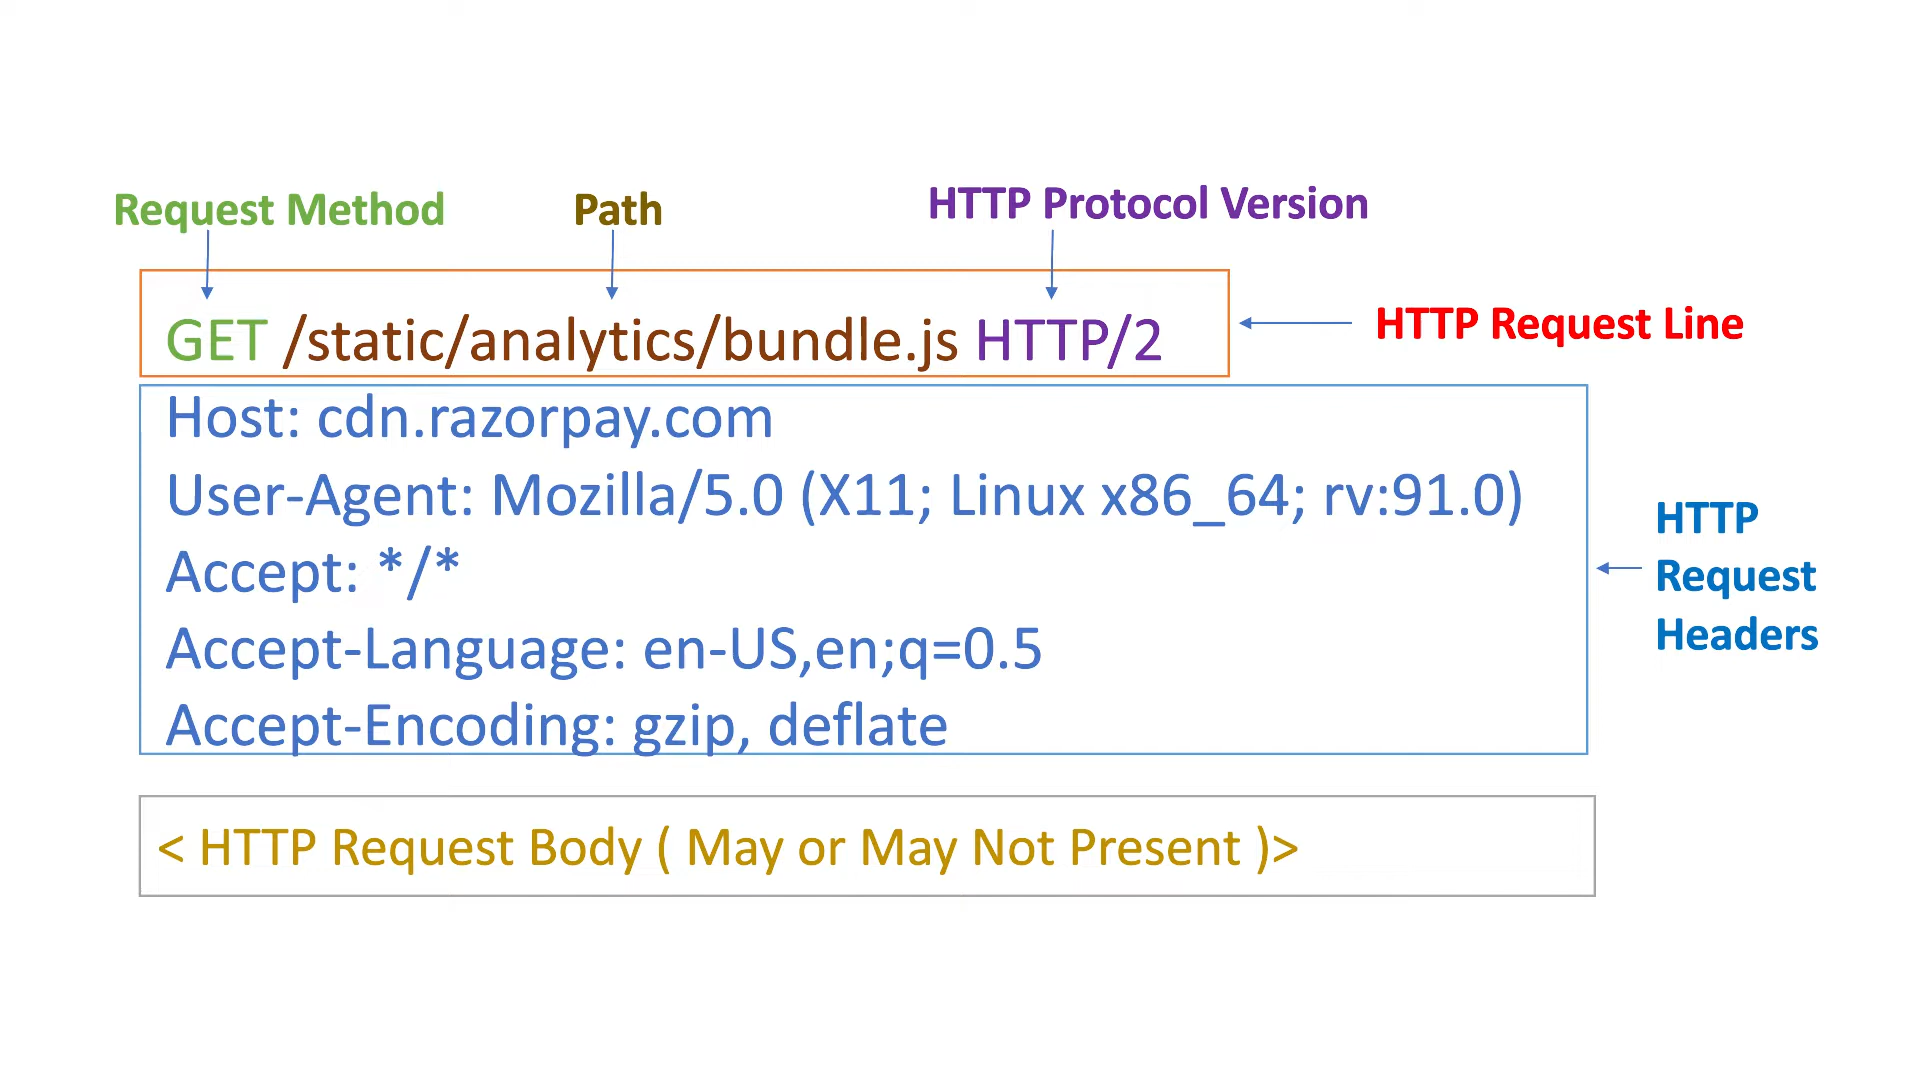 Request Method
Path
HTTP Protocol Version
GET /static/analytics/bundle.js HTTP/2
HTTP Request Line
Host: cdn.razorpay.com
User-Agent: Mozilla/5.0 (X11; Linux x86_64; rv:91.0)
Accept: */*
Accept-Language: en-US,en;q=0.5
Accept-Encoding: gzip, deflate
HTTP
Request
Headers
< HTTP Request Body ( May or May Not Present )>